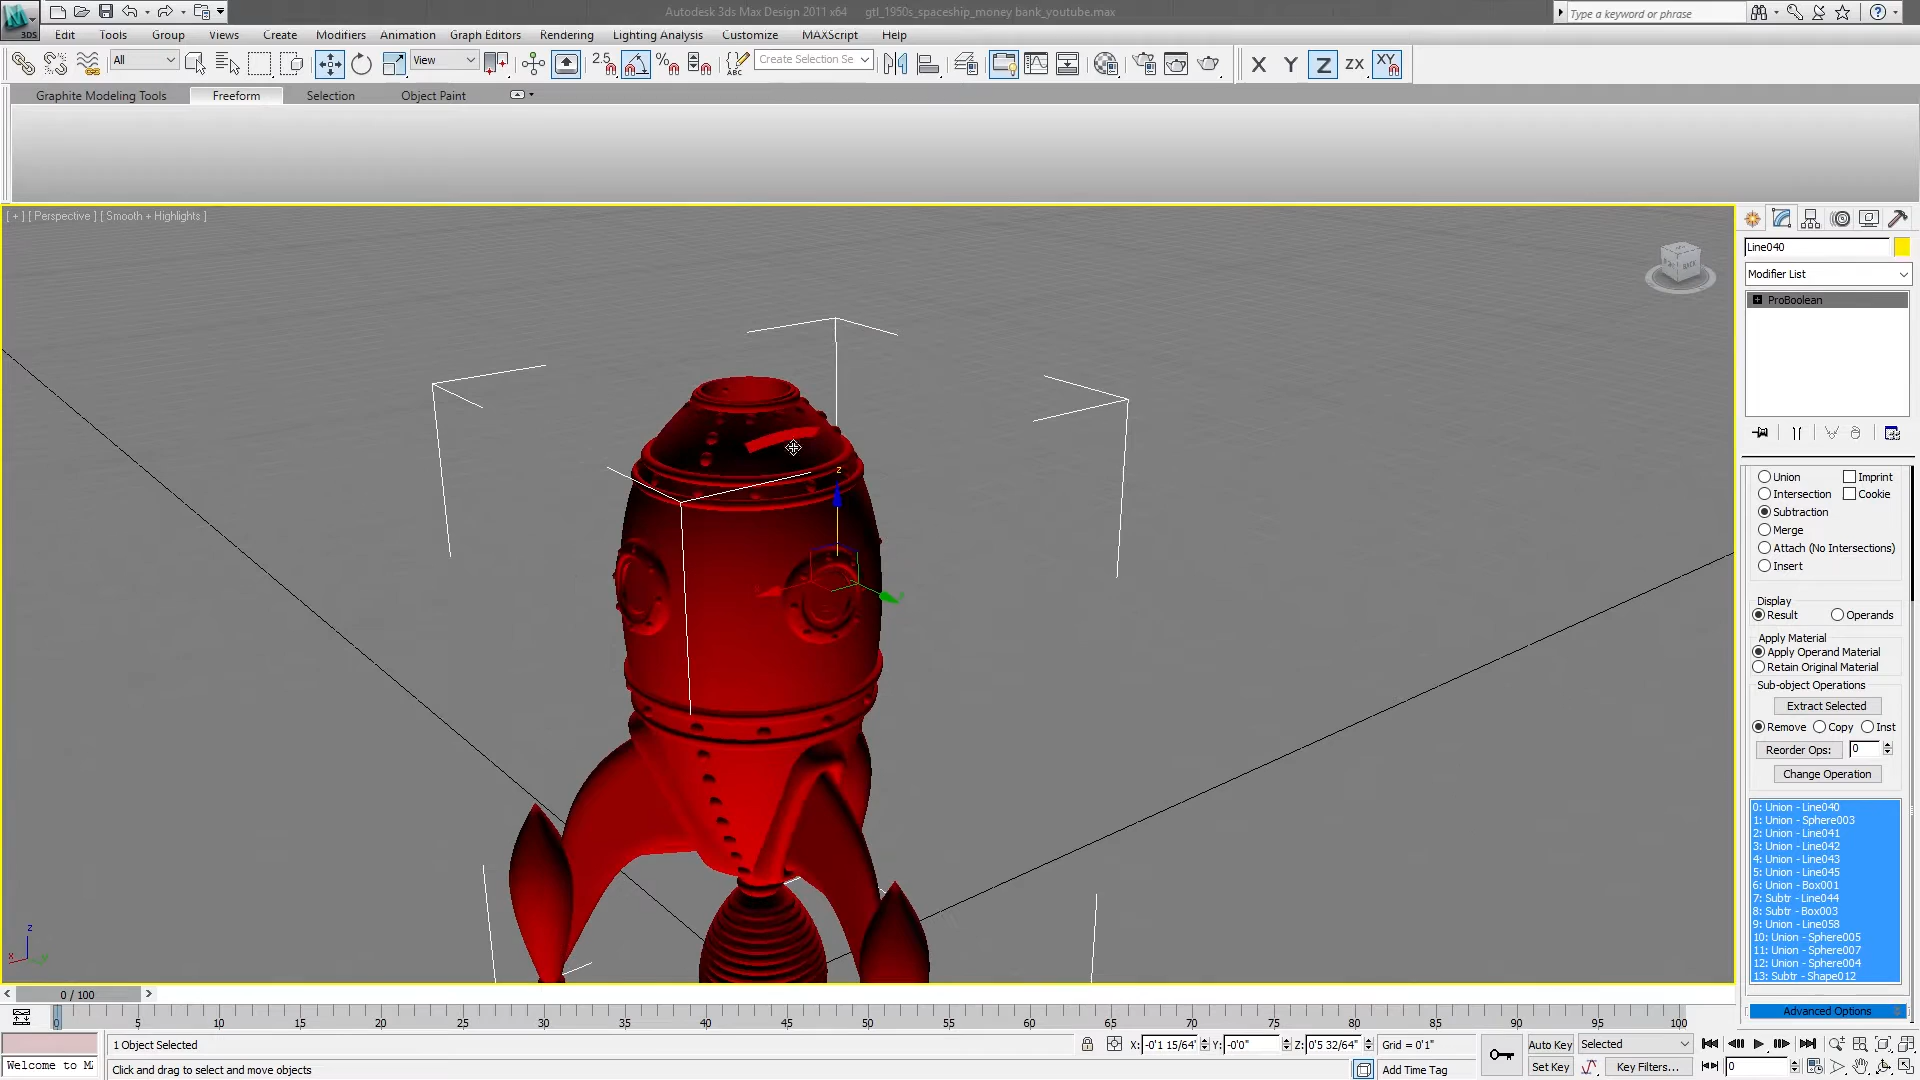 Autodesk 3ds Max Design 2011 x64 gtl_1950s_spaceship_money bank_youtube.max
Type a keyword or phrase
3DS
Edit Tools Group Views Create Modifiers Animation Graph Editors Rendering Lighting Analysis Customize MAXScript Help
All View 2.5 Create Selection Se X Y Z ZX XY
Graphite Modeling Tools Freeform Selection Object Paint
[ + ] [ Perspective ] [ Smooth + Highlights ]
Line040
Modifier List
ProBoolean
Union Imprint
Intersection Cookie
Subtraction
Merge
Attach (No Intersections)
Insert
Display
Result Operands
Apply Material
Apply Operand Material
Retain Original Material
Sub-object Operations
Extract Selected
Remove Copy Inst
Reorder Ops: 0
Change Operation
0: Union - Line040
1: Union - Sphere003
2: Union - Line041
3: Union - Line042
4: Union - Line043
5: Union - Line045
6: Union - Box001
7: Subtr - Line044
8: Subtr - Box003
9: Union - Line058
10: Union - Sphere005
11: Union - Sphere007
12: Union - Sphere004
13: Subtr - Shape012
Advanced Options
z
z
x
< 0 / 100 >
0 5 10 15 20 25 30 35 40 45 50 55 60 65 70 75 80 85 90 95 100
1 Object Selected X: -0'1 15/64" Y: -0'0" Z: 0'5 32/64" Grid = 0'1" Auto Key Selected
Welcome to M Click and drag to select and move objects Add Time Tag Set Key Key Filters... 0